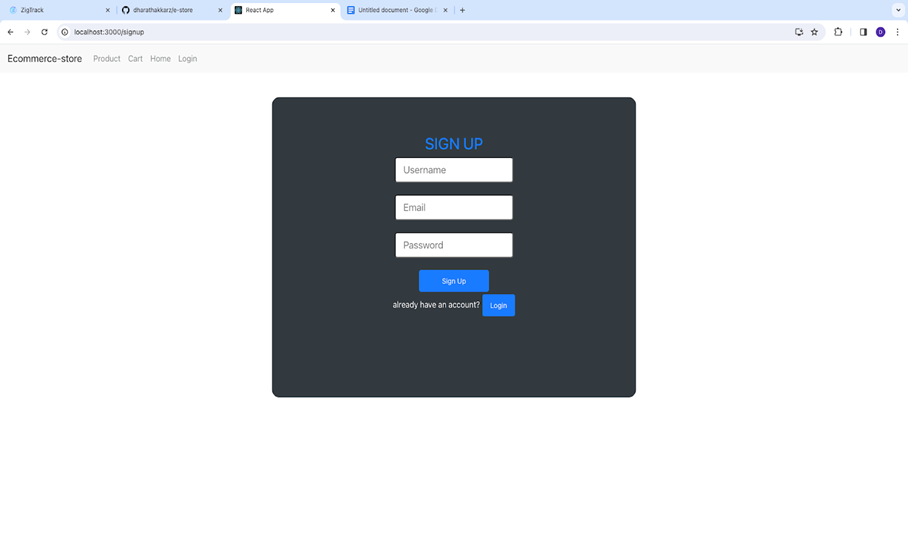 ZigTrack
dharathakkarz/e-store
React App
Untitled document - Google
localhost:3000/signup
D
Ecommerce-store Product Cart Home Login
SIGN UP
Username
Email
Password
Sign Up
already have an account? Login